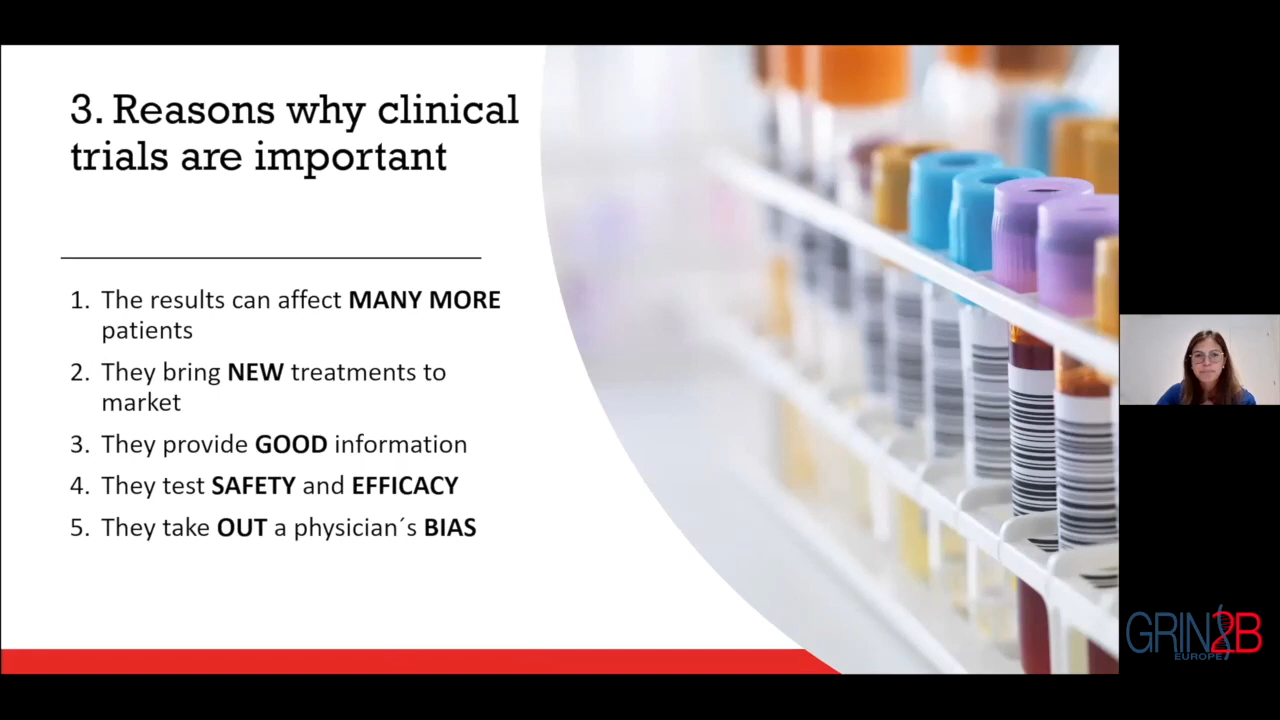 3. Reasons why clinical
trials are important
1. The results can affect MANY MORE
patients
2. They bring NEW treatments to
market
3. They provide GOOD information
4. They test SAFETY and EFFICACY
5. They take OUT a physician´s BIAS
GRIN2B
EUROPE